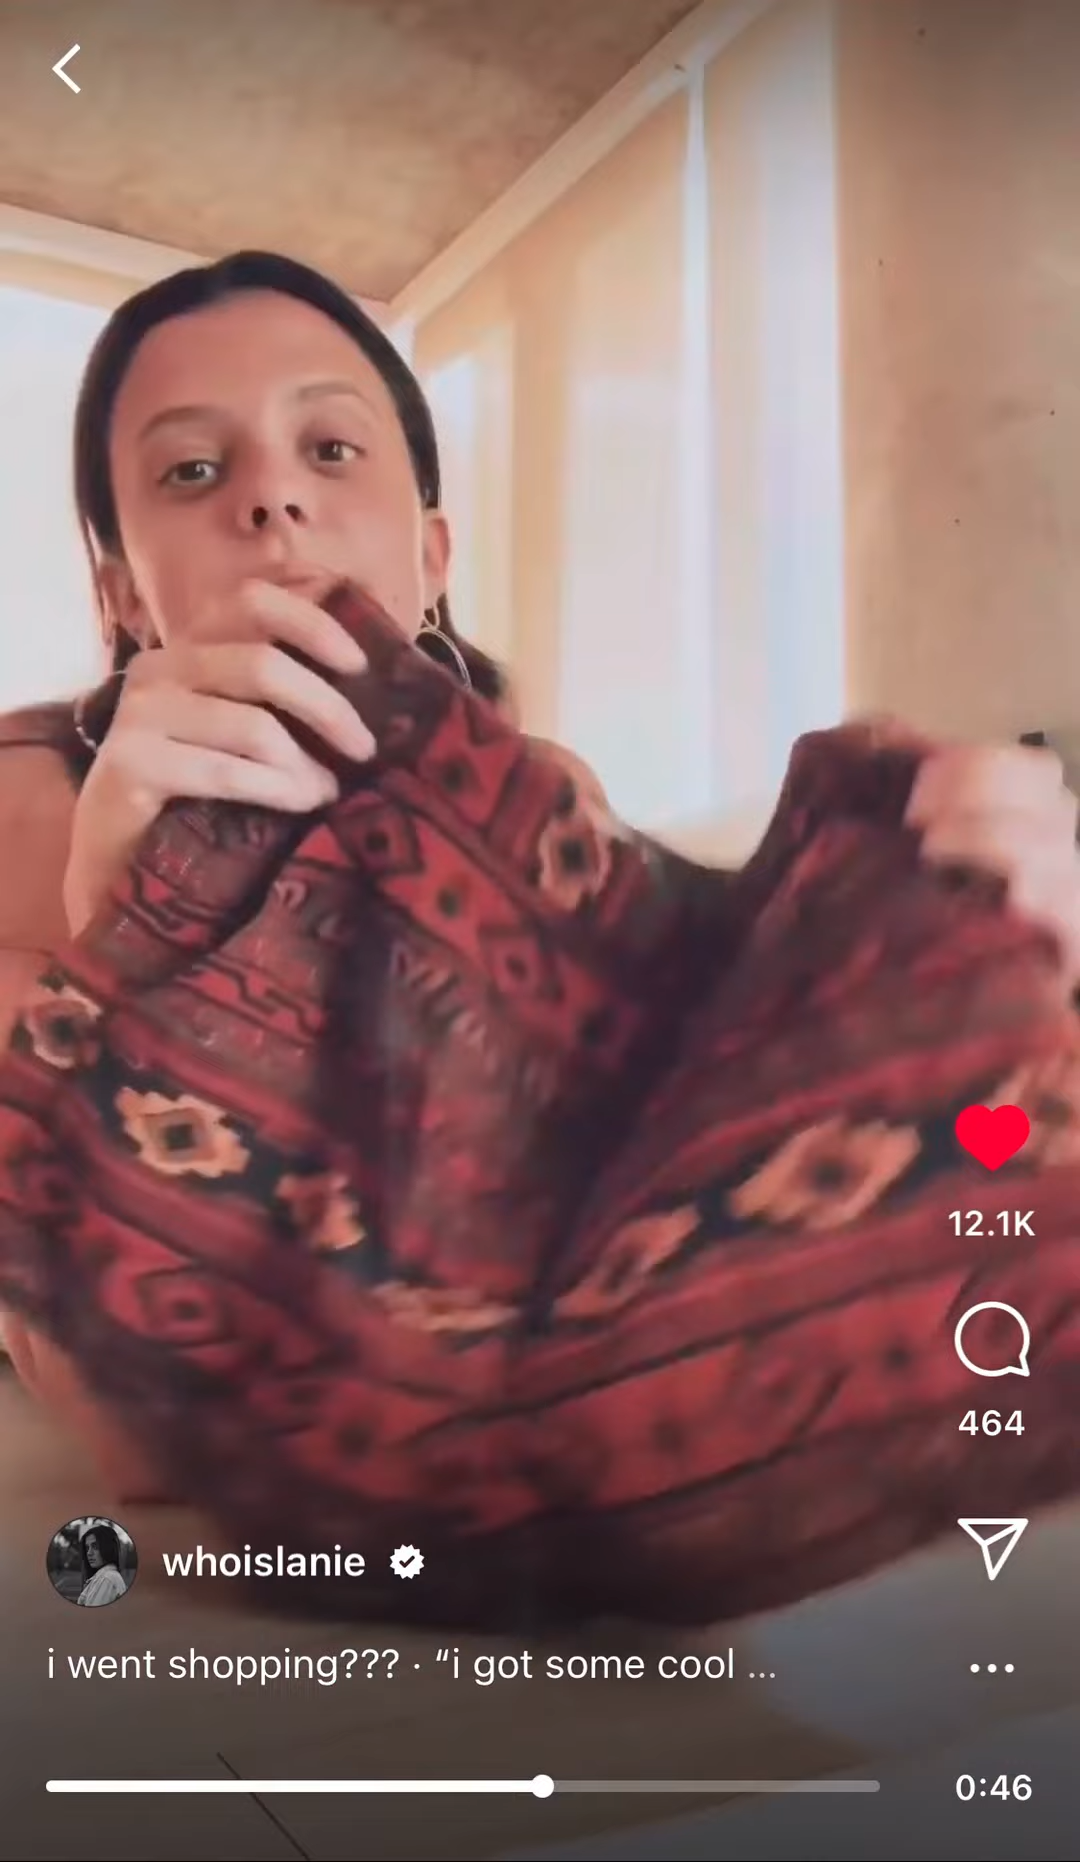 12.1K
464
whoislanie
i went shopping??? · “i got some cool ...
0:46